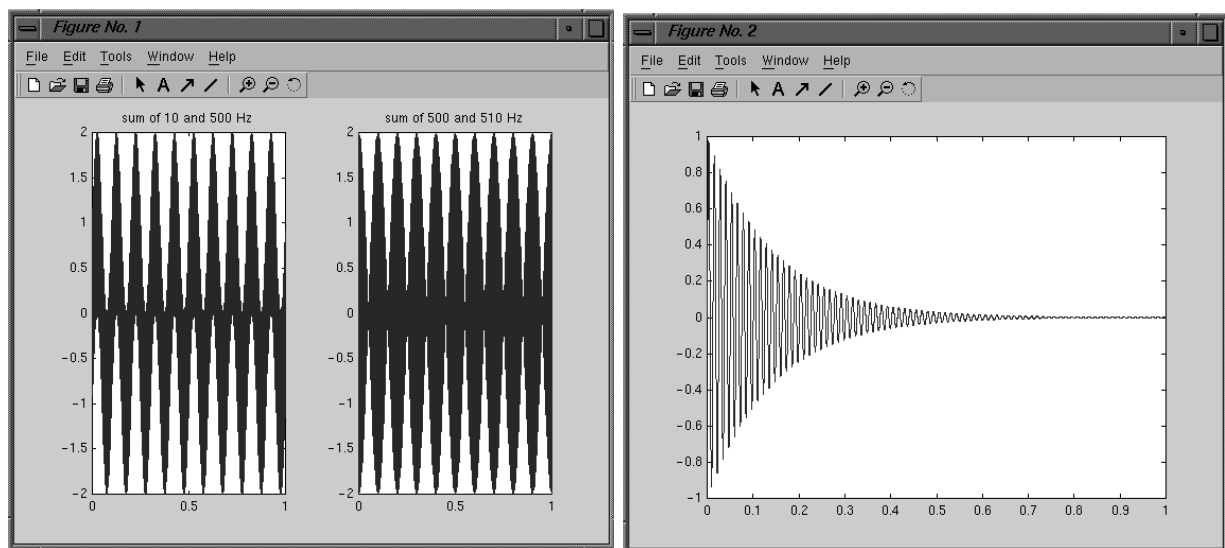 Figure No. 1
File Edit Tools Window Help
A
sum of 10 and 500 Hz
2
1.5
1
0.5
0
−0.5
−1
−1.5
−2
0 0.5 1
sum of 500 and 510 Hz
2
1.5
1
0.5
0
−0.5
−1
−1.5
−2
0 0.5 1
Figure No. 2
File Edit Tools Window Help
A
1
0.8
0.6
0.4
0.2
0
−0.2
−0.4
−0.6
−0.8
−1
0 0.1 0.2 0.3 0.4 0.5 0.6 0.7 0.8 0.9 1